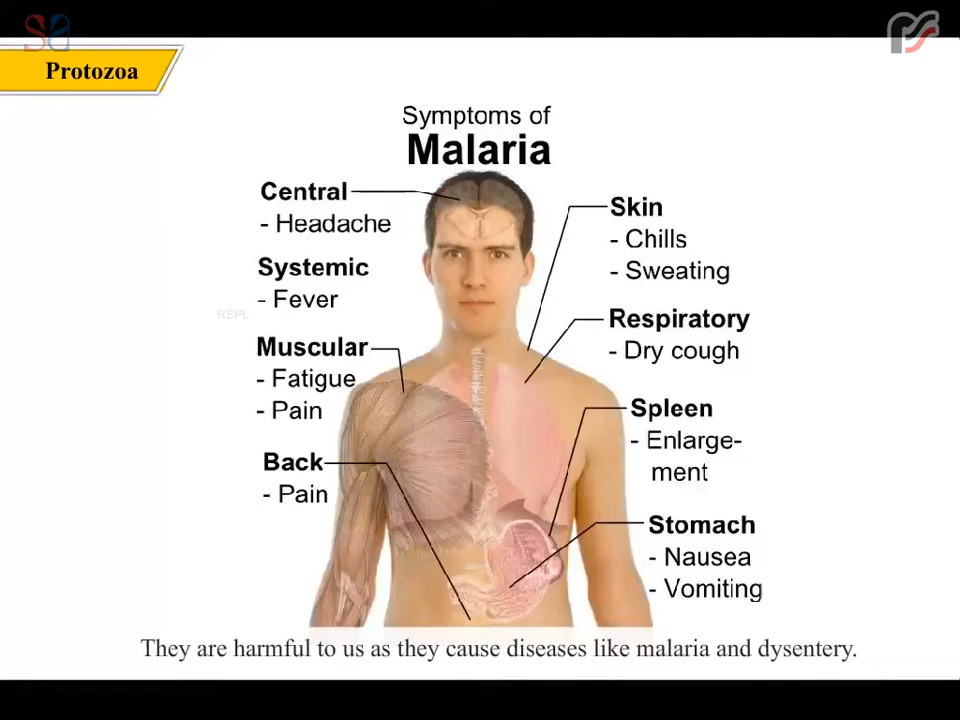 Protozoa
Symptoms of
Malaria
Central
- Headache
Systemic
- Fever
RSPL
Muscular
- Fatigue
- Pain
Back
- Pain
Skin
- Chills
- Sweating
Respiratory
- Dry cough
Spleen
- Enlarge-
ment
Stomach
- Nausea
- Vomiting
They are harmful to us as they cause diseases like malaria and dysentery.